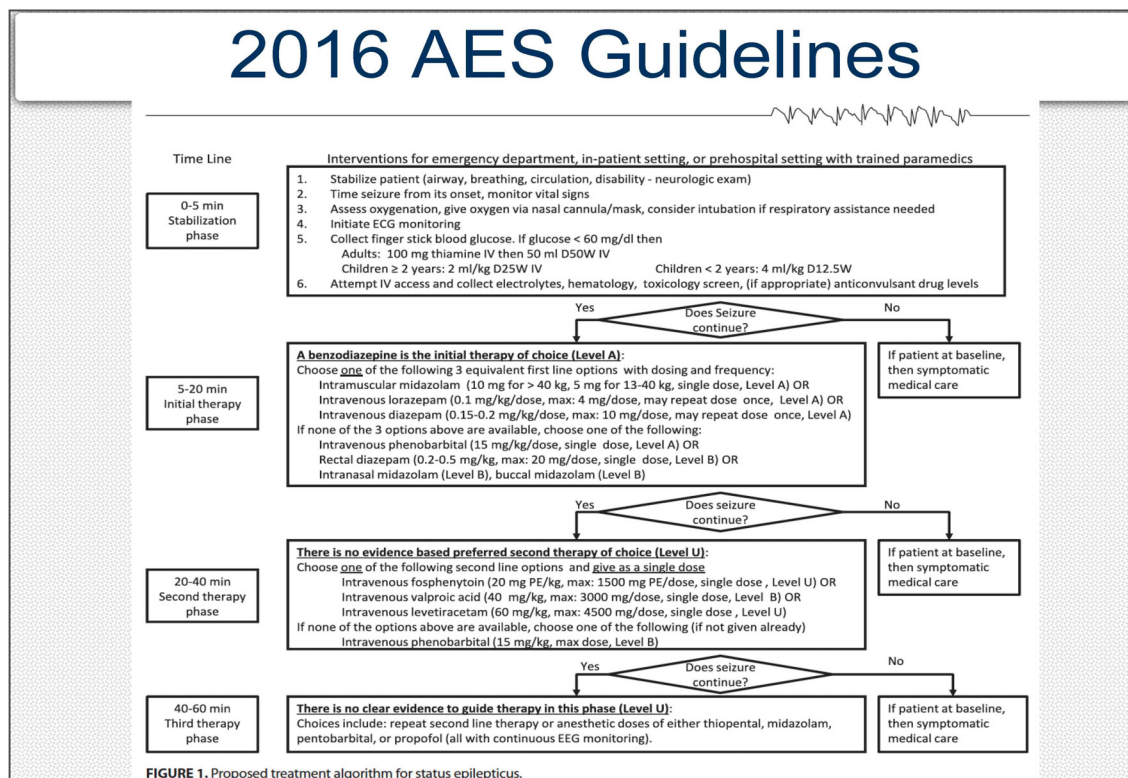 2016 AES Guidelines
Time Line
Interventions for emergency department, in-patient setting, or prehospital setting with trained paramedics
0-5 min
Stabilization
phase
1. Stabilize patient (airway, breathing, circulation, disability - neurologic exam)
2. Time seizure from its onset, monitor vital signs
3. Assess oxygenation, give oxygen via nasal cannula/mask, consider intubation if respiratory assistance needed
4. Initiate ECG monitoring
5. Collect finger stick blood glucose. If glucose < 60 mg/dl then
Adults: 100 mg thiamine IV then 50 ml D50W IV
Children ≥ 2 years: 2 ml/kg D25W IV Children < 2 years: 4 ml/kg D12.5W
6. Attempt IV access and collect electrolytes, hematology, toxicology screen, (if appropriate) anticonvulsant drug levels
Yes
Does Seizure
continue?
No
5-20 min
Initial therapy
phase
A benzodiazepine is the initial therapy of choice (Level A):
Choose one of the following 3 equivalent first line options with dosing and frequency:
Intramuscular midazolam (10 mg for > 40 kg, 5 mg for 13-40 kg, single dose, Level A) OR
Intravenous lorazepam (0.1 mg/kg/dose, max: 4 mg/dose, may repeat dose once, Level A) OR
Intravenous diazepam (0.15-0.2 mg/kg/dose, max: 10 mg/dose, may repeat dose once, Level A)
If none of the 3 options above are available, choose one of the following:
Intravenous phenobarbital (15 mg/kg/dose, single dose, Level A) OR
Rectal diazepam (0.2-0.5 mg/kg, max: 20 mg/dose, single dose, Level B) OR
Intranasal midazolam (Level B), buccal midazolam (Level B)
If patient at baseline,
then symptomatic
medical care
Yes
Does seizure
continue?
No
20-40 min
Second therapy
phase
There is no evidence based preferred second therapy of choice (Level U):
Choose one of the following second line options and give as a single dose
Intravenous fosphenytoin (20 mg PE/kg, max: 1500 mg PE/dose, single dose , Level U) OR
Intravenous valproic acid (40 mg/kg, max: 3000 mg/dose, single dose, Level B) OR
Intravenous levetiracetam (60 mg/kg, max: 4500 mg/dose, single dose , Level U)
If none of the options above are available, choose one of the following (if not given already)
Intravenous phenobarbital (15 mg/kg, max dose, Level B)
If patient at baseline,
then symptomatic
medical care
Yes
Does seizure
continue?
No
40-60 min
Third therapy
phase
There is no clear evidence to guide therapy in this phase (Level U):
Choices include: repeat second line therapy or anesthetic doses of either thiopental, midazolam,
pentobarbital, or propofol (all with continuous EEG monitoring).
If patient at baseline,
then symptomatic
medical care
FIGURE 1. Proposed treatment algorithm for status epilepticus.